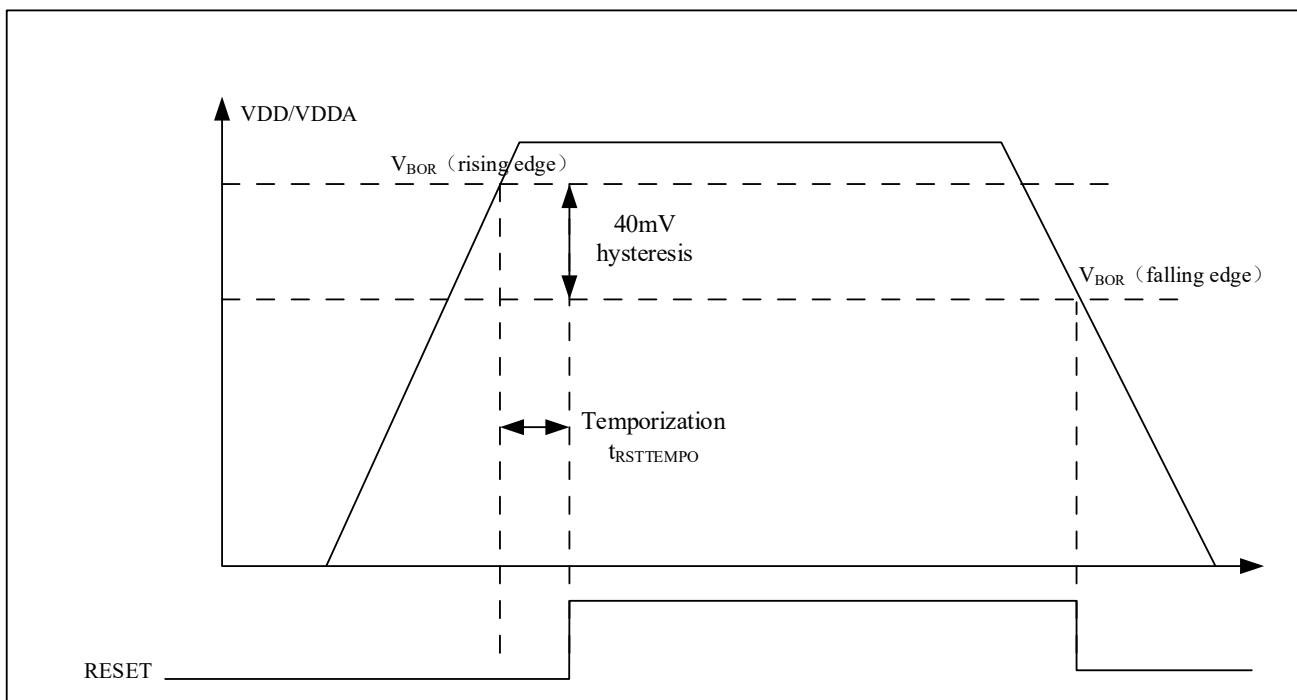 VDD/VDDA
VBOR（rising edge）
40mV
hysteresis
VBOR（falling edge）
Temporization
tRSTTEMPO
RESET